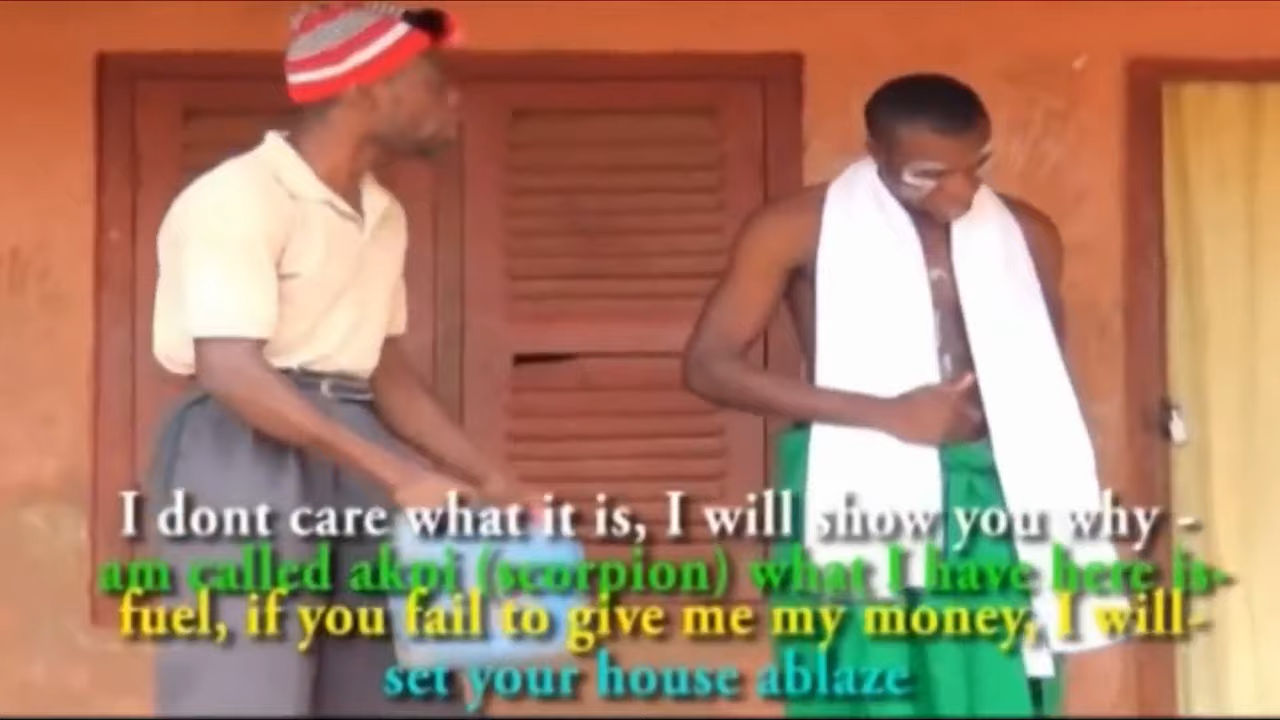 I dont care what it is, I will show you why -
am called akpi (scorpion) what I have here is-
fuel, if you fail to give me my money, I will-
set your house ablaze